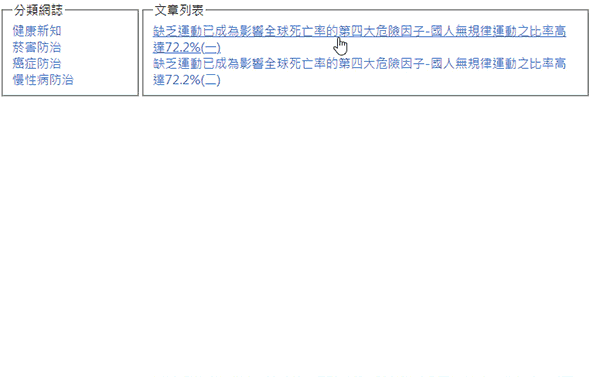 分類網誌
健康新知
菸害防治
癌症防治
慢性病防治
文章列表
缺乏運動已成為影響全球死亡率的第四大危險因子-國人無規律運動之比率高
達72.2%(一)
缺乏運動已成為影響全球死亡率的第四大危險因子-國人無規律運動之比率高
達72.2%(二)